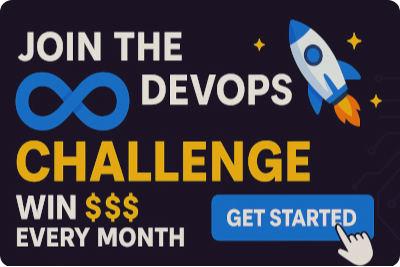 JOIN THE
DEVOPS
CHALLENGE
WIN $$$
EVERY MONTH
GET STARTED